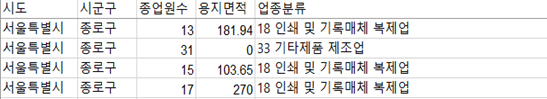 시도 시군구 종업원수 용지면적 업종분류
서울특별시 종로구 13 181.94 18 인쇄 및 기록매체 복제업
서울특별시 종로구 31 0 33 기타제품 제조업
서울특별시 종로구 15 103.65 18 인쇄 및 기록매체 복제업
서울특별시 종로구 17 270 18 인쇄 및 기록매체 복제업